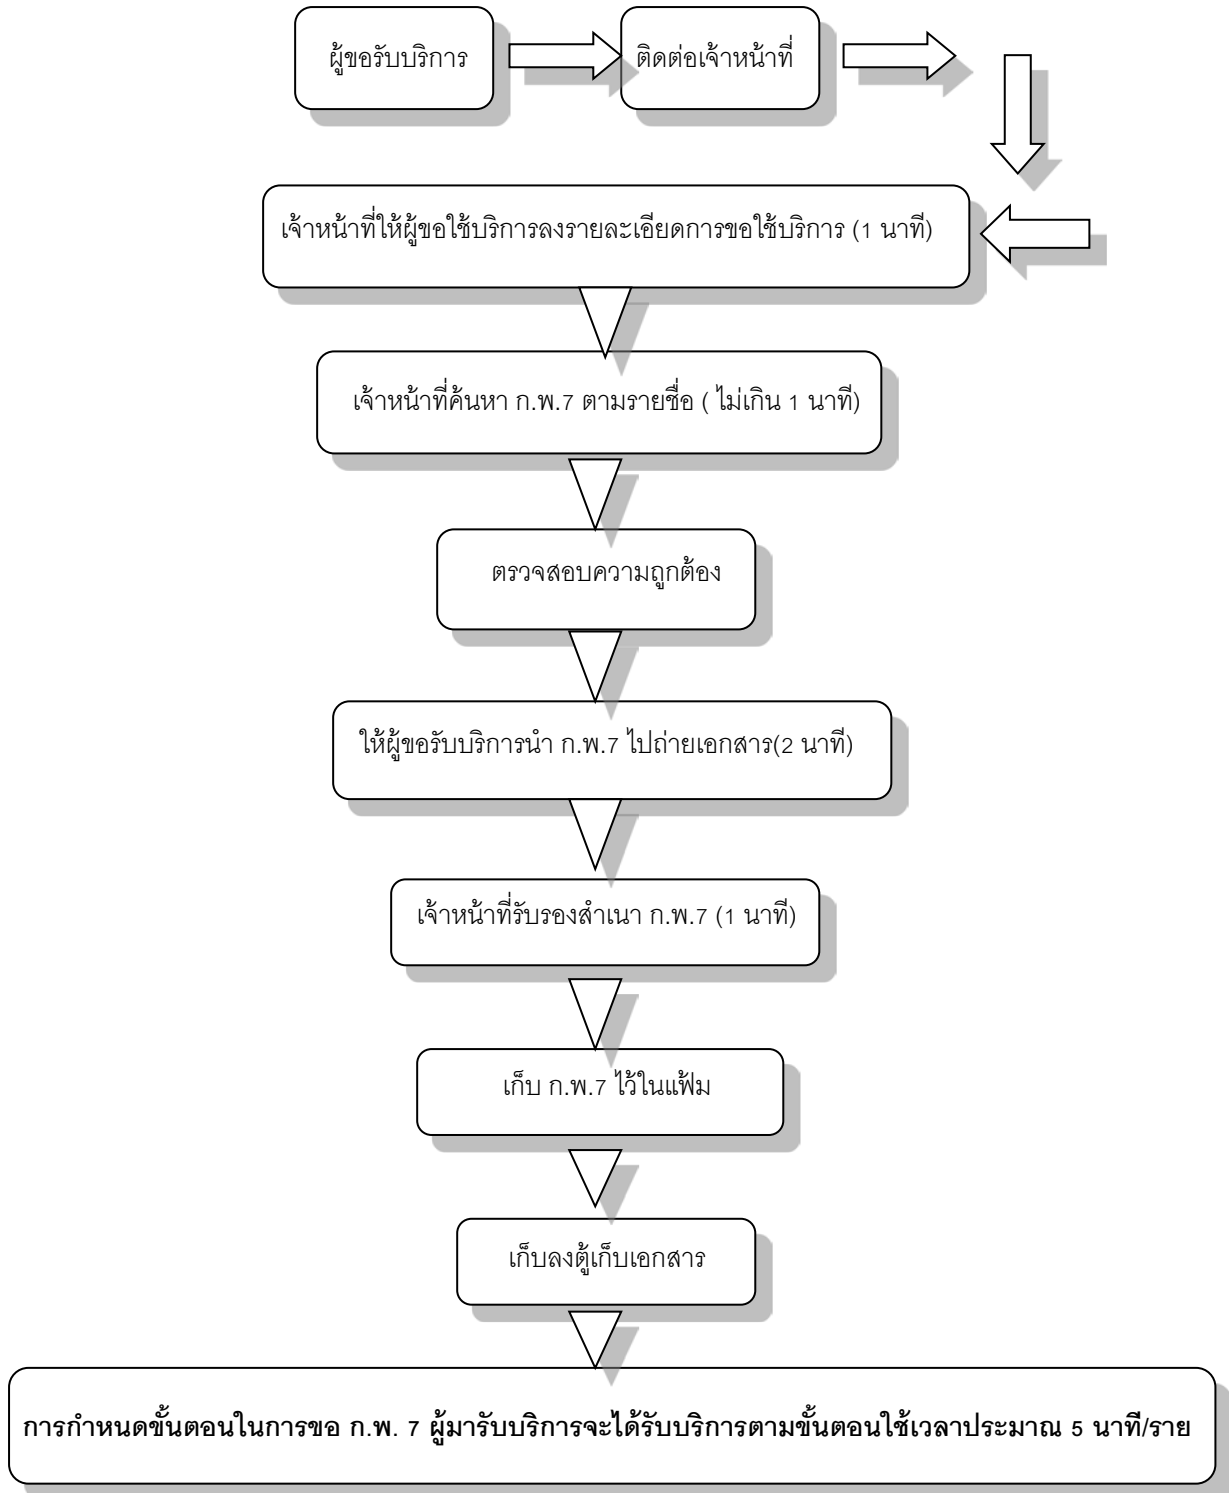 ผู้ขอรับบริการ
ติดต่อเจ้าหน้าที่
เจ้าหน้าที่ให้ผู้ขอใช้บริการลงรายละเอียดการขอใช้บริการ (1 นาที)
เจ้าหน้าที่ค้นหา ก.พ.7 ตามรายชื่อ ( ไม่เกิน 1 นาที)
ตรวจสอบความถูกต้อง
ให้ผู้ขอรับบริการนำ ก.พ.7 ไปถ่ายเอกสาร(2 นาที)
เจ้าหน้าที่รับรองสำเนา ก.พ.7 (1 นาที)
เก็บ ก.พ.7 ไว้ในแฟ้ม
เก็บลงตู้เก็บเอกสาร
การกำหนดขั้นตอนในการขอ ก.พ. 7 ผู้มารับบริการจะได้รับบริการตามขั้นตอนใช้เวลาประมาณ 5 นาที/ราย